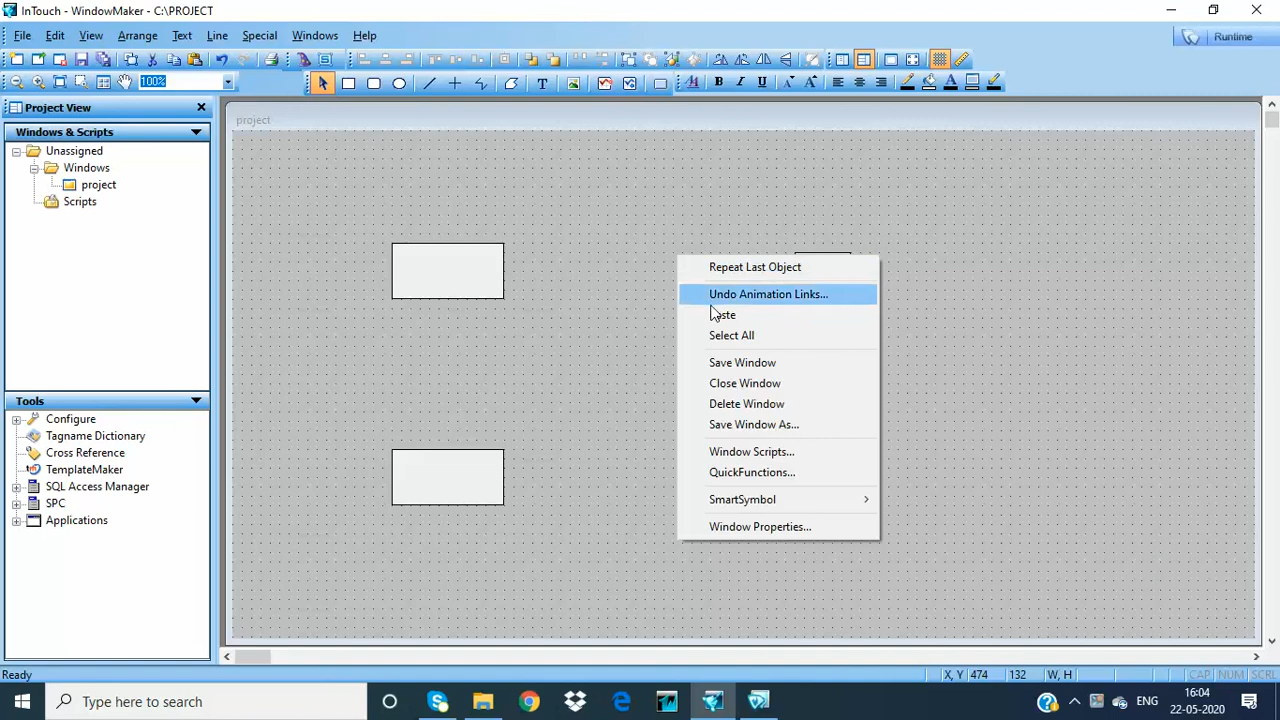 InTouch - WindowMaker - C:\PROJECT
File Edit View Arrange Text Line Special Windows Help
Runtime
100%
Project View
project
Windows & Scripts
Unassigned
Windows
project
Scripts
Repeat Last Object
Undo Animation Links...
Select All
Save Window
Close Window
Delete Window
Save Window As...
Window Scripts...
QuickFunctions...
SmartSymbol
Window Properties...
Tools
Configure
Tagname Dictionary
Cross Reference
TemplateMaker
SQL Access Manager
SPC
Applications
Ready
X, Y 474 132 W, H CAP NUM SCRL
Type here to search
ENG
16:04
22-05-2020